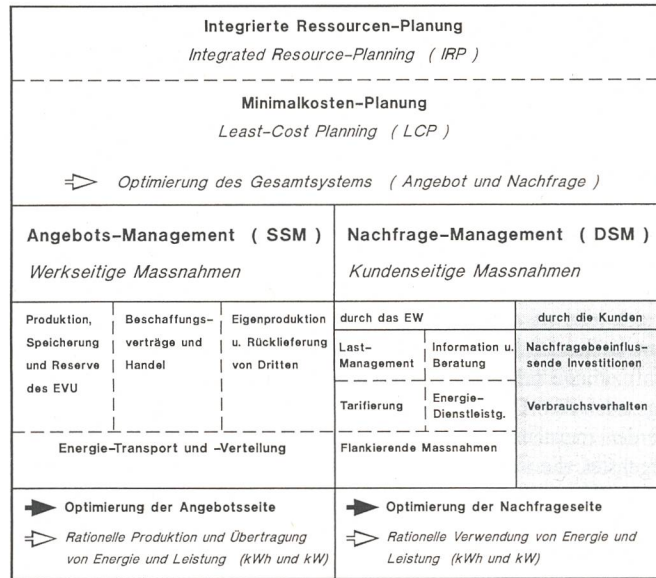 Integrierte Ressourcen-Planung
Integrated Resource-Planning ( IRP )
Minimalkosten-Planung
Least-Cost Planning ( LCP )
Optimierung des Gesamtsystems ( Angebot und Nachfrage )
Angebots-Management ( SSM )
Werkseitige Massnahmen
Nachfrage-Management ( DSM )
Kundenseitige Massnahmen
Produktion,
Speicherung
und Reserve
des EVU
Beschaffungs-
verträge und
Handel
Eigenproduktion
u. Rücklieferung
von Dritten
Energie-Transport und -Verteilung
durch das EW
Last-
Management
Information u.
Beratung
Tarifierung
Energie-
Dienstleistg.
Flankierende Massnahmen
durch die Kunden
Nachfragebeeinflus-
sende Investitionen
Verbrauchsverhalten
Optimierung der Angebotsseite
Rationelle Produktion und Übertragung
von Energie und Leistung (kWh und kW)
Optimierung der Nachfrageseite
Rationelle Verwendung von Energie und
Leistung (kWh und kW)